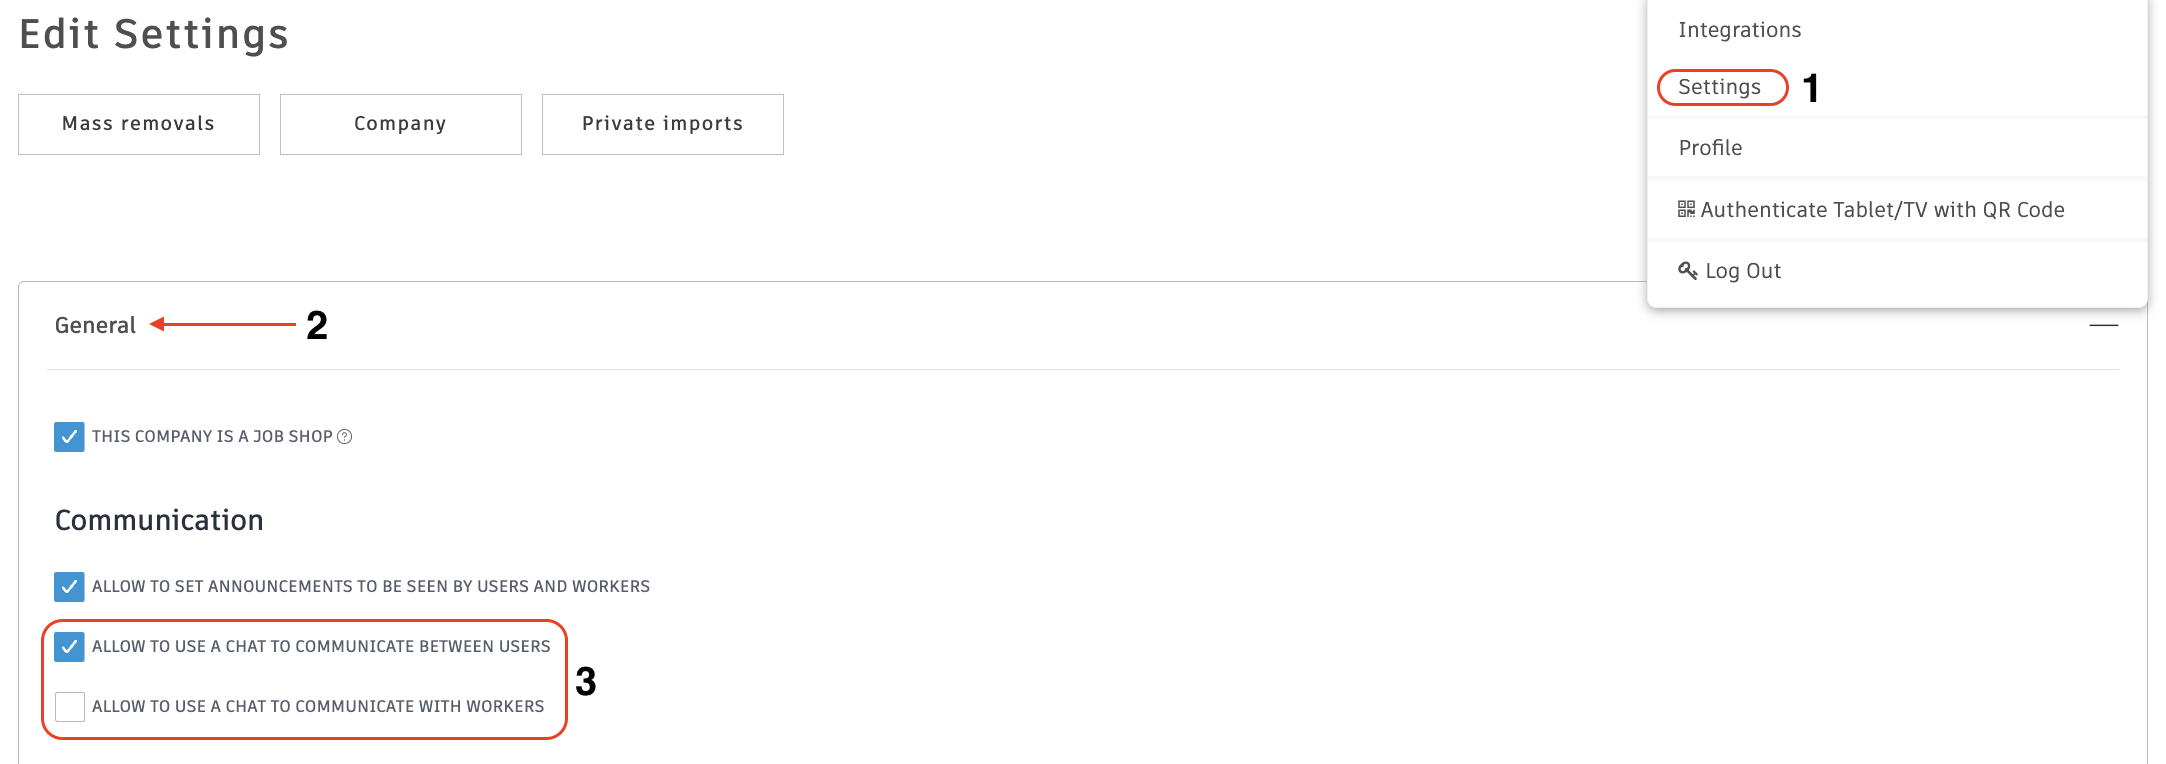 Edit Settings
Mass removals
Company
Private imports
Integrations
Settings 1
Profile
Authenticate Tablet/TV with QR Code
Log Out
General 2
THIS COMPANY IS A JOB SHOP ?
Communication
ALLOW TO SET ANNOUNCEMENTS TO BE SEEN BY USERS AND WORKERS
ALLOW TO USE A CHAT TO COMMUNICATE BETWEEN USERS
3
ALLOW TO USE A CHAT TO COMMUNICATE WITH WORKERS